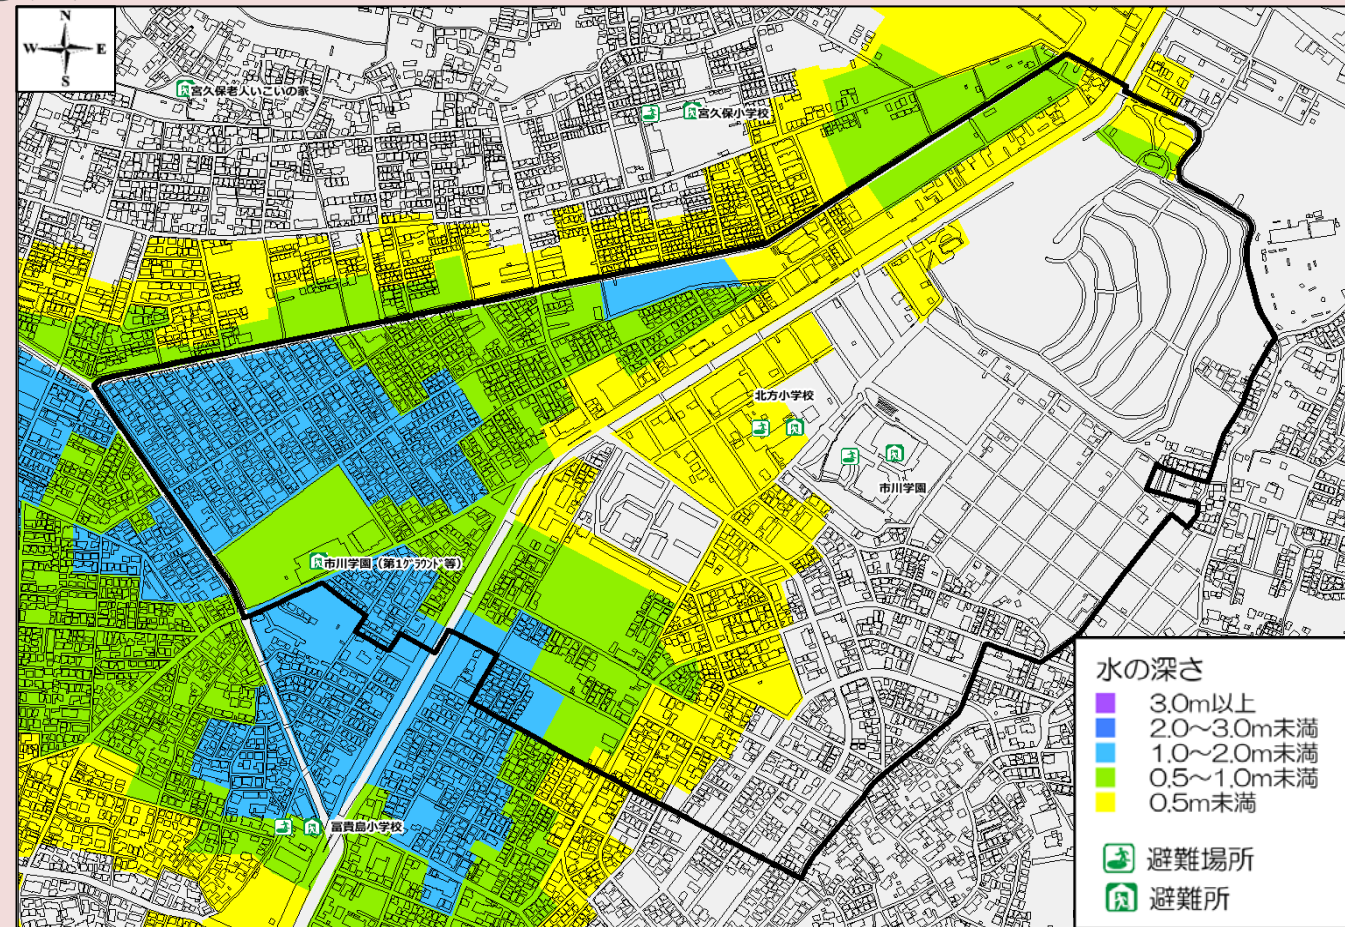 N
W E
S
宮久保老人いこいの家
宮久保小学校
北方小学校
市川学園
市川学園（第1グラウンド等）
冨貴島小学校
水の深さ
3.0m以上
2.0～3.0m未満
1.0～2.0m未満
0.5～1.0m未満
0.5m未満
避難場所
避難所